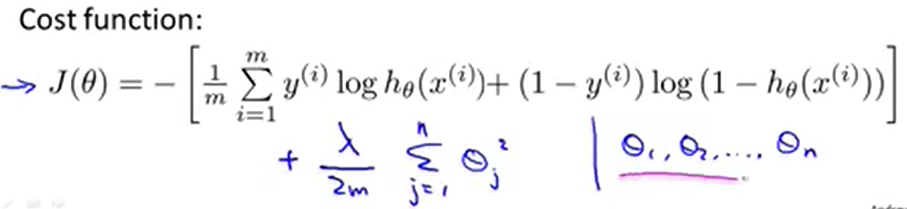 Cost function:
→ J(θ) = − [ 1/m ∑_{i=1}^{m} y^{(i)} log h_θ(x^{(i)}) + (1 − y^{(i)}) log (1 − h_θ(x^{(i)})) ]
+ λ/2m ∑_{j=1}^{n} θ_j^2 | θ_1, θ_2, ..., θ_n